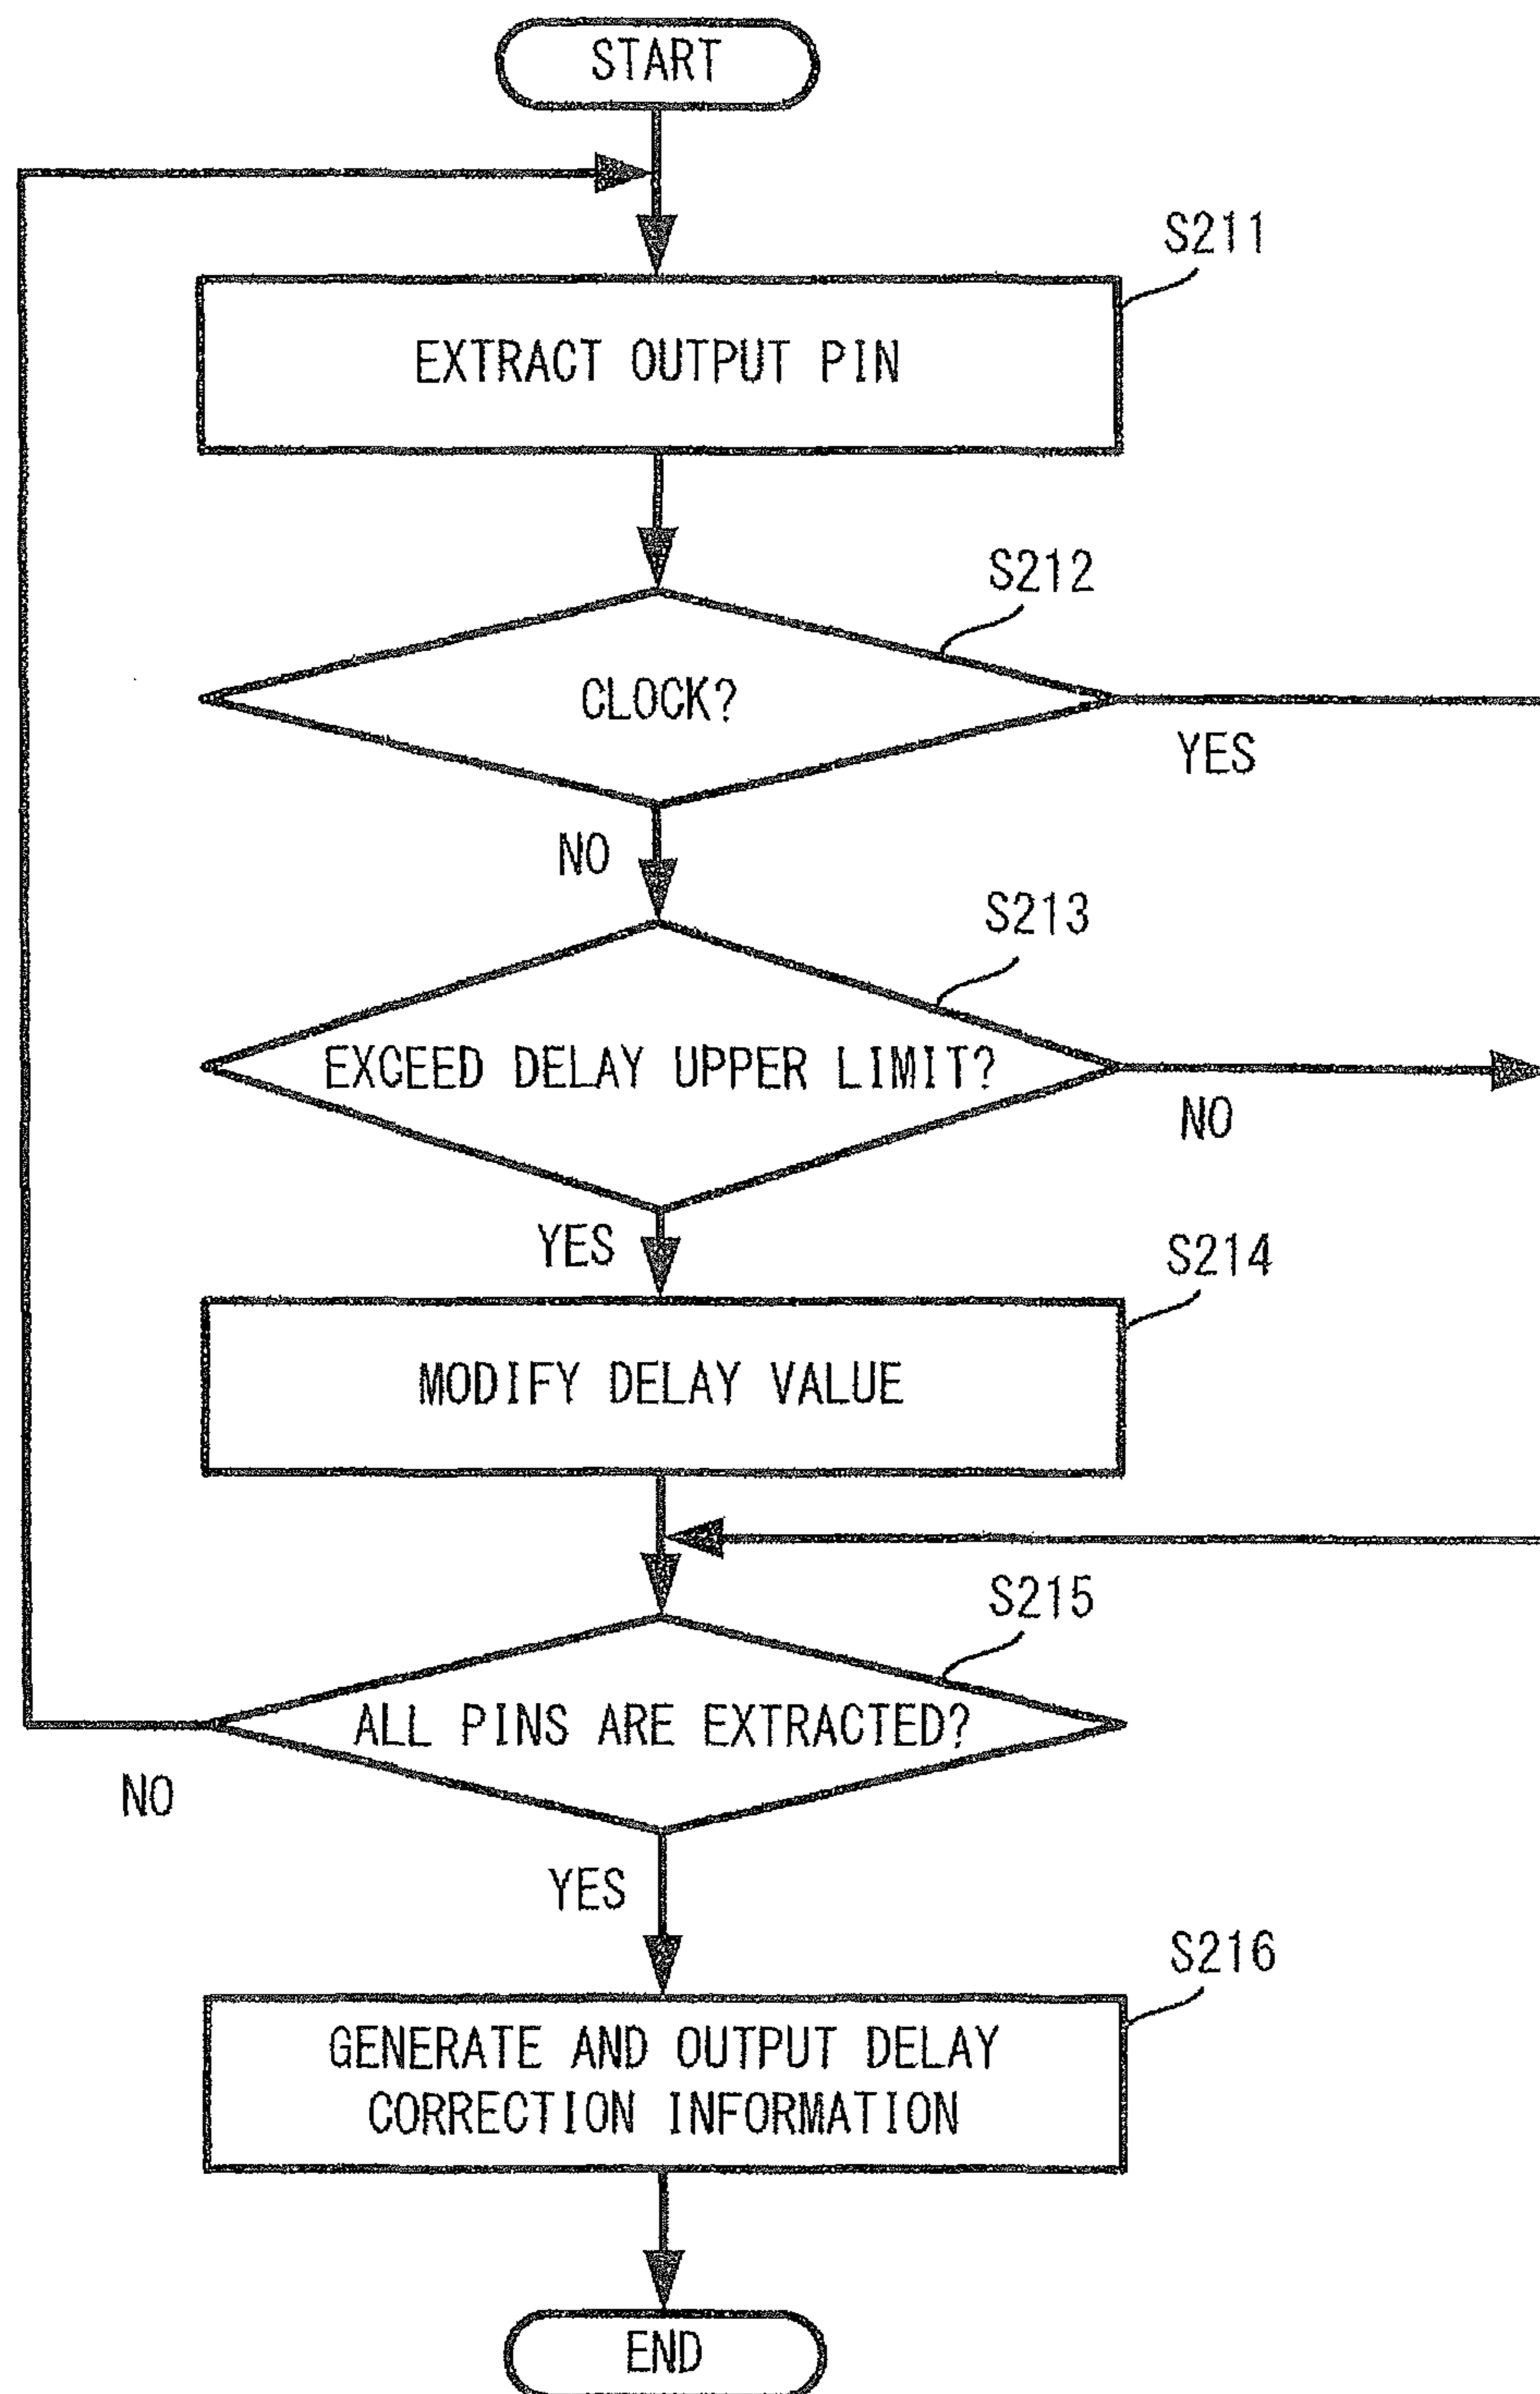 START
S211
EXTRACT OUTPUT PIN
S212
CLOCK?
YES
NO
S213
EXCEED DELAY UPPER LIMIT?
NO
YES
S214
MODIFY DELAY VALUE
S215
ALL PINS ARE EXTRACTED?
NO
YES
S216
GENERATE AND OUTPUT DELAY
CORRECTION INFORMATION
END